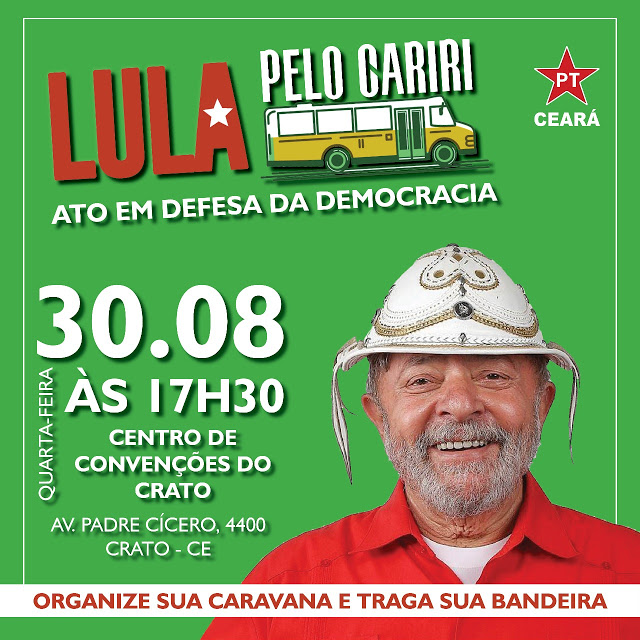 LULA
PELO CARIRI
PT
CEARÁ
ATO EM DEFESA DA DEMOCRACIA
30.08
QUARTA-FEIRA
ÀS 17H30
CENTRO DE
CONVENÇÕES DO
CRATO
AV. PADRE CÍCERO, 4400
CRATO - CE
ORGANIZE SUA CARAVANA E TRAGA SUA BANDEIRA